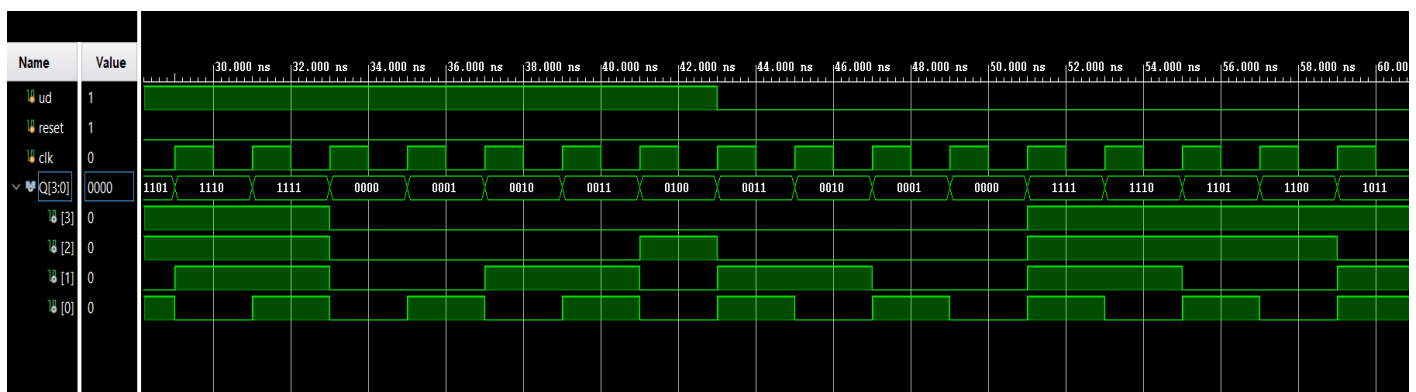 Name Value
30.000 ns 32.000 ns 34.000 ns 36.000 ns 38.000 ns 40.000 ns 42.000 ns 44.000 ns 46.000 ns 48.000 ns 50.000 ns 52.000 ns 54.000 ns 56.000 ns 58.000 ns 60.00
ud 1
reset 1
clk 0
Q[3:0] 0000 1101 1110 1111 0000 0001 0010 0011 0100 0011 0010 0001 0000 1111 1110 1101 1100 1011
[3] 0
[2] 0
[1] 0
[0] 0